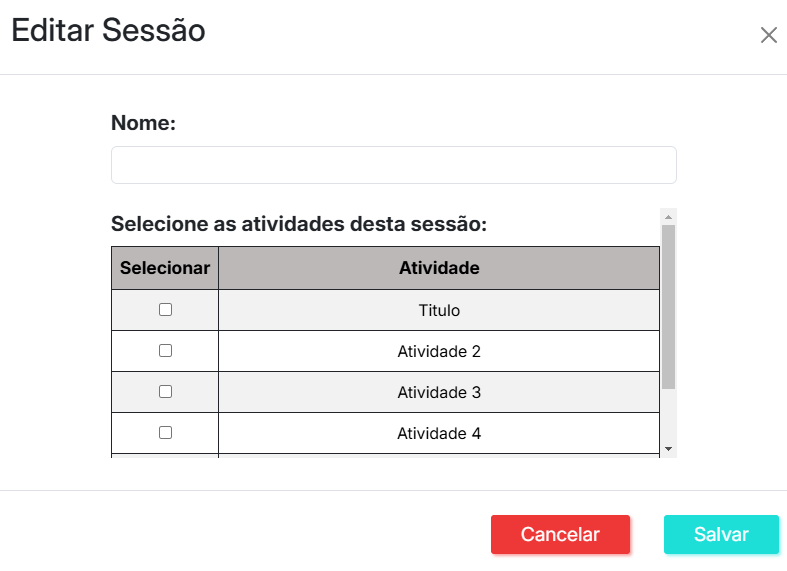 Editar Sessão
Nome:
Selecione as atividades desta sessão:
Selecionar Atividade
Titulo
Atividade 2
Atividade 3
Atividade 4
Cancelar Salvar